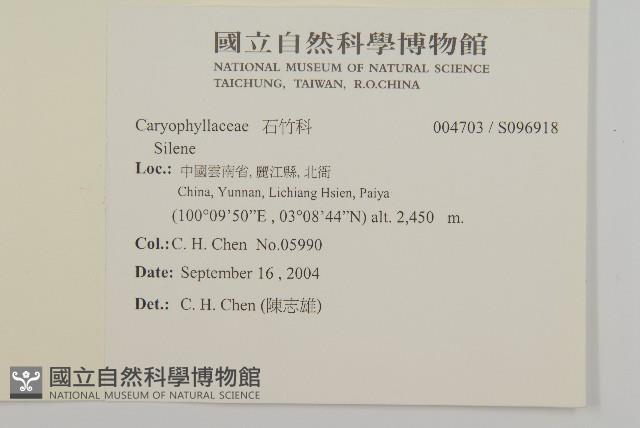 國立自然科學博物館
NATIONAL MUSEUM OF NATURAL SCIENCE
TAICHUNG, TAIWAN, R.O.CHINA
Caryophyllaceae 石竹科 004703 / S096918
Silene
Loc.: 中國雲南省, 麗江縣, 北衙
China, Yunnan, Lichiang Hsien, Paiya
(100°09’50”E , 03°08’44”N) alt. 2,450 m.
Col.: C. H. Chen No.05990
Date: September 16 , 2004
Det.: C. H. Chen (陳志雄)
國立自然科學博物館
NATIONAL MUSEUM OF NATURAL SCIENCE